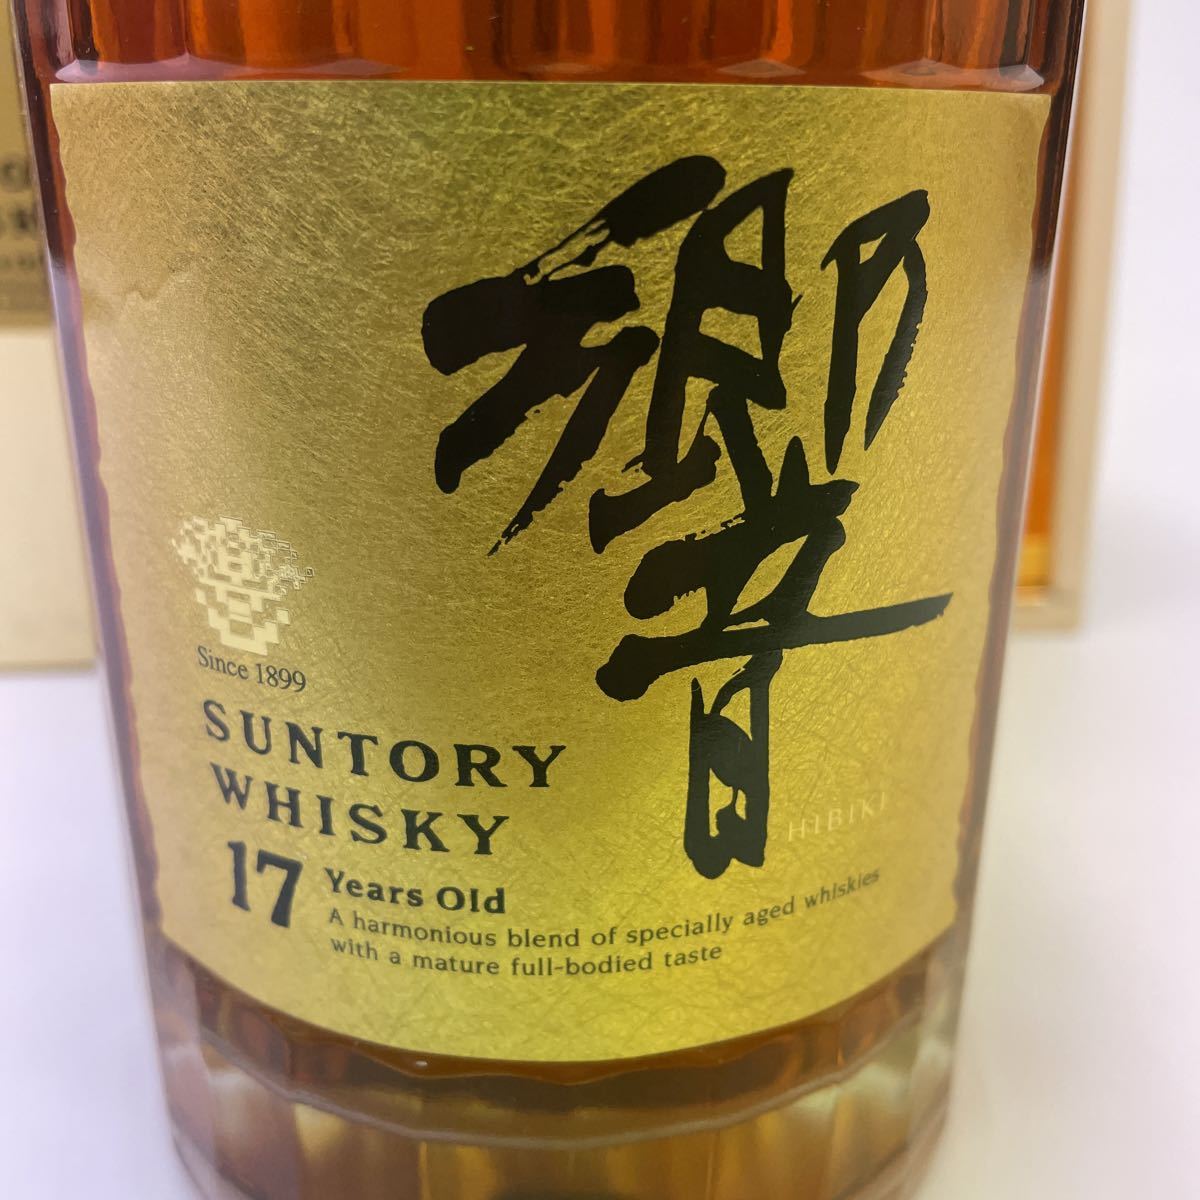 響
Since 1899
SUNTORY
WHISKY
HIBIKI
17 Years Old
A harmonious blend of specially aged whiskies
with a mature full-bodied taste